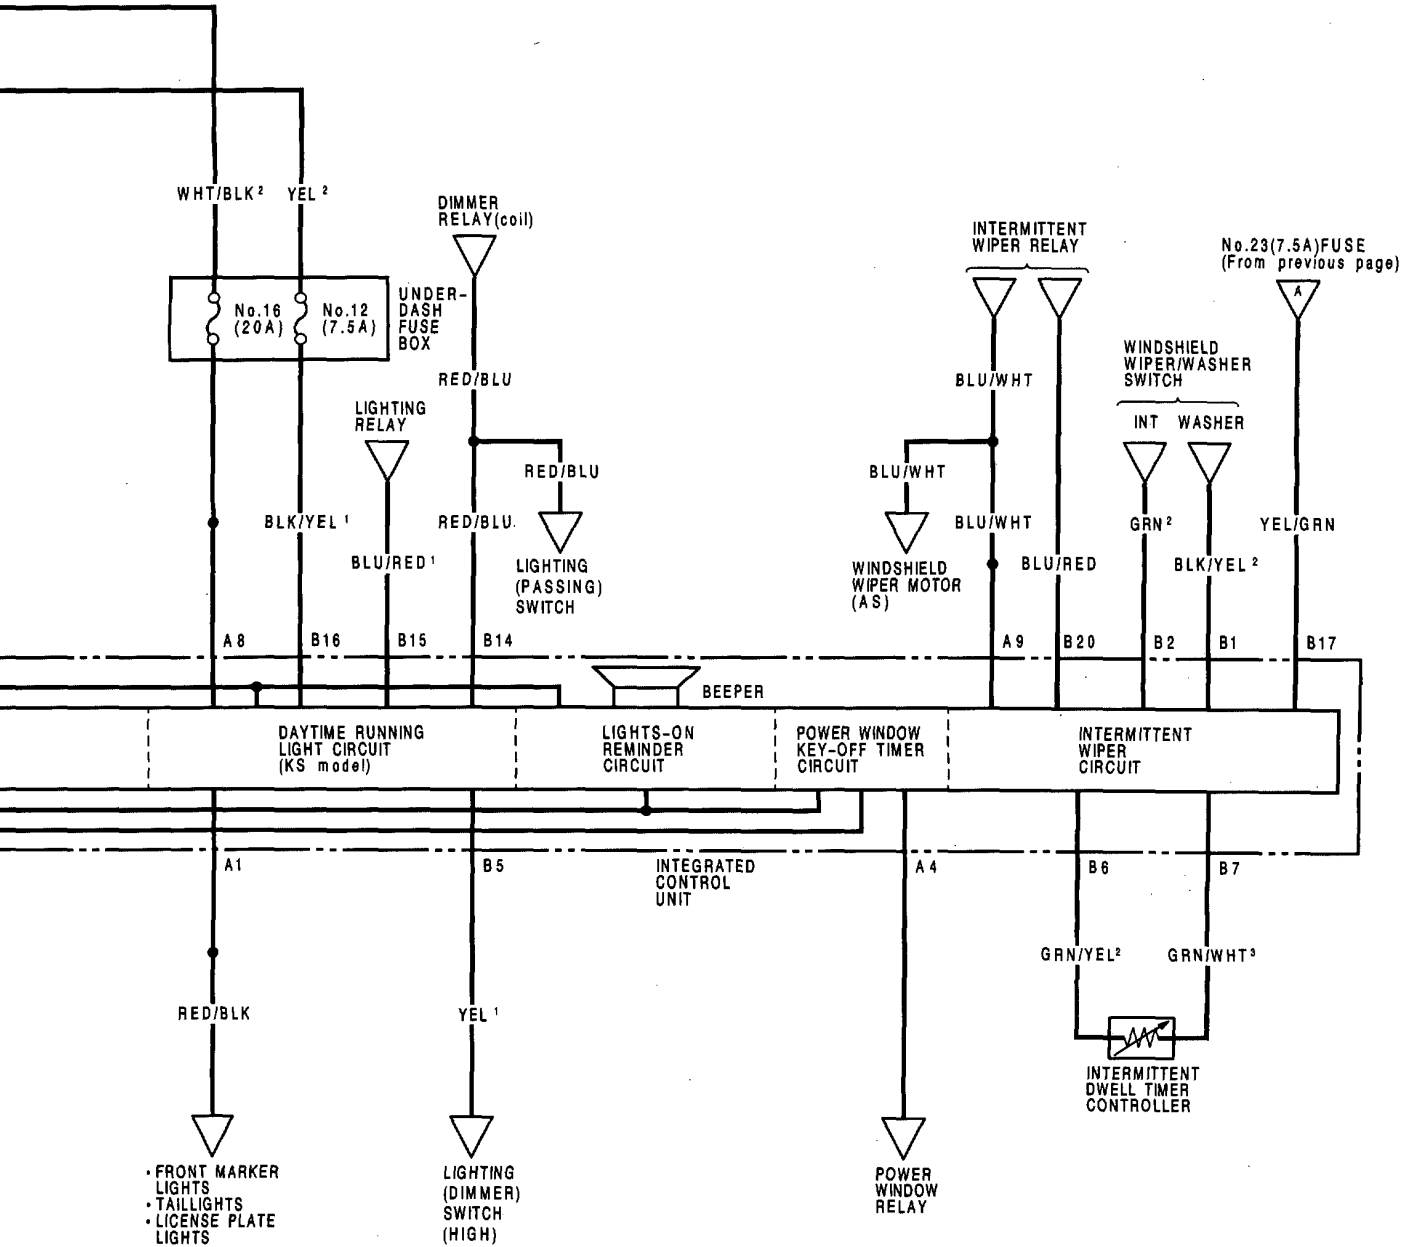 WHT/BLK²
YEL²
DIMMER
RELAY(coil)
INTERMITTENT
WIPER RELAY
No.23(7.5A)FUSE
(From previous page)
A
No.16
(20A)
No.12
(7.5A)
UNDER-
DASH
FUSE
BOX
WINDSHIELD
WIPER/WASHER
SWITCH
RED/BLU
BLU/WHT
LIGHTING
RELAY
INT
WASHER
RED/BLU
BLU/WHT
BLK/YEL¹
RED/BLU
BLU/WHT
GRN²
YEL/GRN
BLU/RED¹
LIGHTING
(PASSING)
SWITCH
WINDSHIELD
WIPER MOTOR
(AS)
BLU/RED
BLK/YEL²
A8
B16
B15
B14
A9
B20
B2
B1
B17
BEEPER
DAYTIME RUNNING
LIGHT CIRCUIT
(KS model)
LIGHTS-ON
REMINDER
CIRCUIT
POWER WINDOW
KEY-OFF TIMER
CIRCUIT
INTERMITTENT
WIPER
CIRCUIT
A1
B5
INTEGRATED
CONTROL
UNIT
A4
B6
B7
GRN/YEL²
GRN/WHT³
RED/BLK
YEL¹
INTERMITTENT
DWELL TIMER
CONTROLLER
• FRONT MARKER
LIGHTS
• TAILLIGHTS
• LICENSE PLATE
LIGHTS
LIGHTING
(DIMMER)
SWITCH
(HIGH)
POWER
WINDOW
RELAY